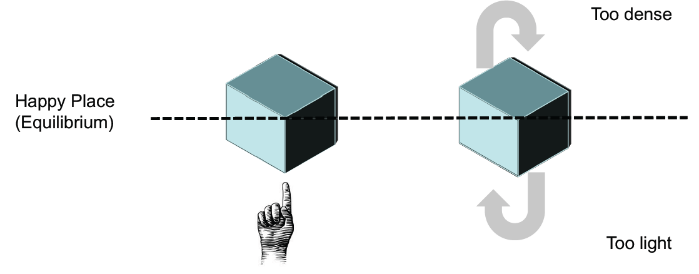 Too dense
Happy Place
(Equilibrium)
Too light